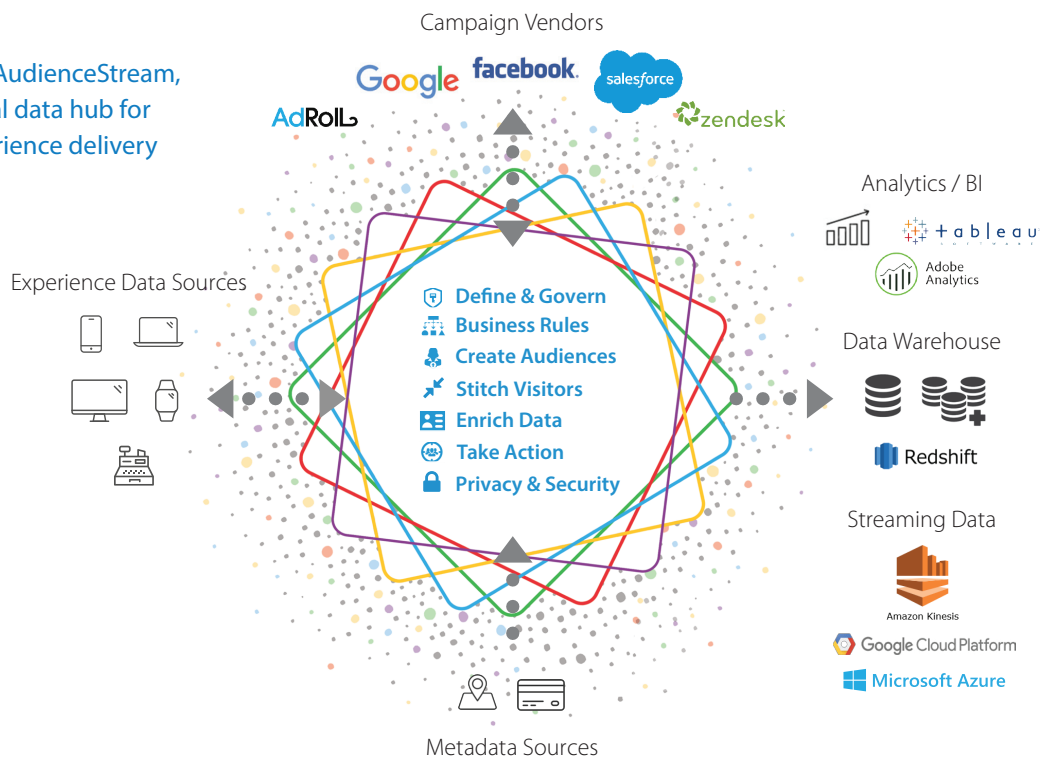 Campaign Vendors
AudienceStream,
l data hub for
rience delivery
Google
facebook.
salesforce
AdRoll
zendesk
Analytics / BI
+ableau
Adobe
Analytics
Experience Data Sources
Define & Govern
Business Rules
Create Audiences
Stitch Visitors
Enrich Data
Take Action
Privacy & Security
Data Warehouse
Redshift
Streaming Data
Amazon Kinesis
Google Cloud Platform
Microsoft Azure
Metadata Sources